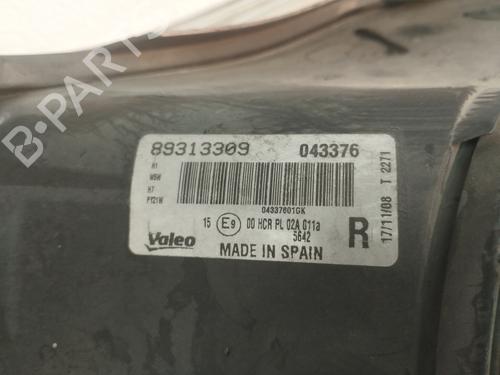 B-PARTS
89313309 043376
H1
W5W
H7
PY21W
04337601GK
15 E9 00 HCR PL 02A 011a
5642
Valeo
R
MADE IN SPAIN
17/11/08 T 2271